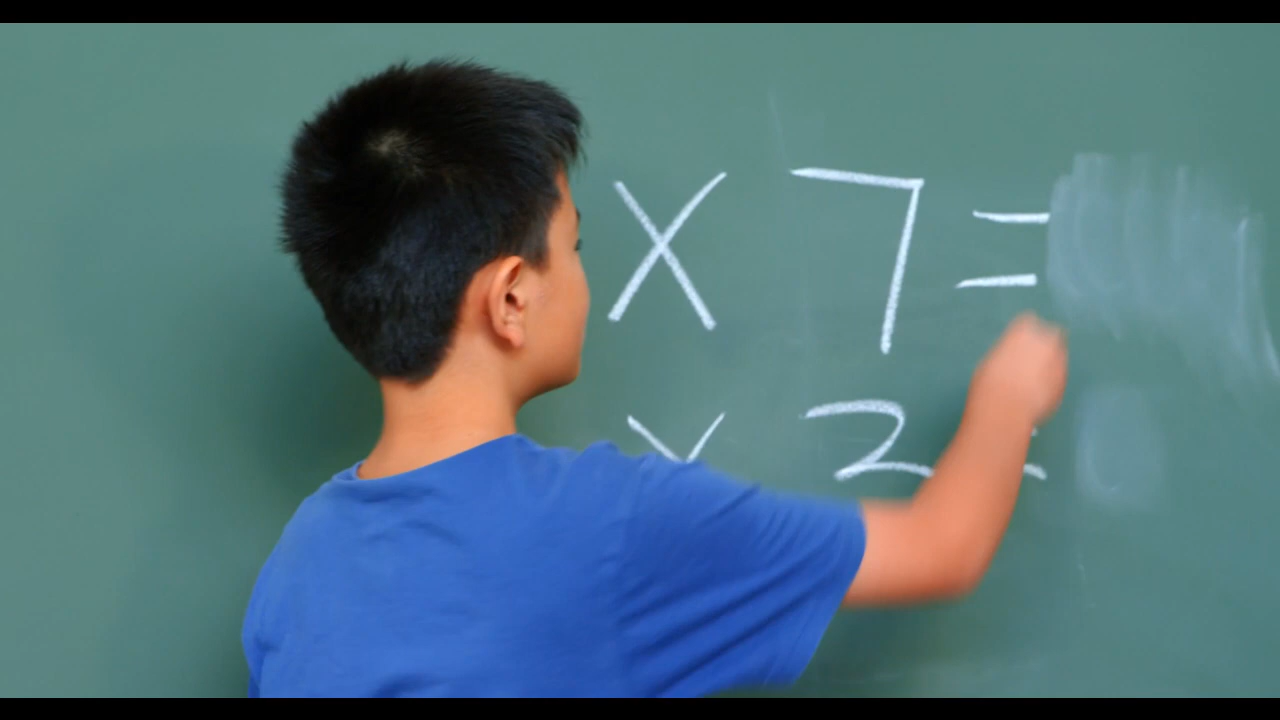 X 7 =
X 2 =